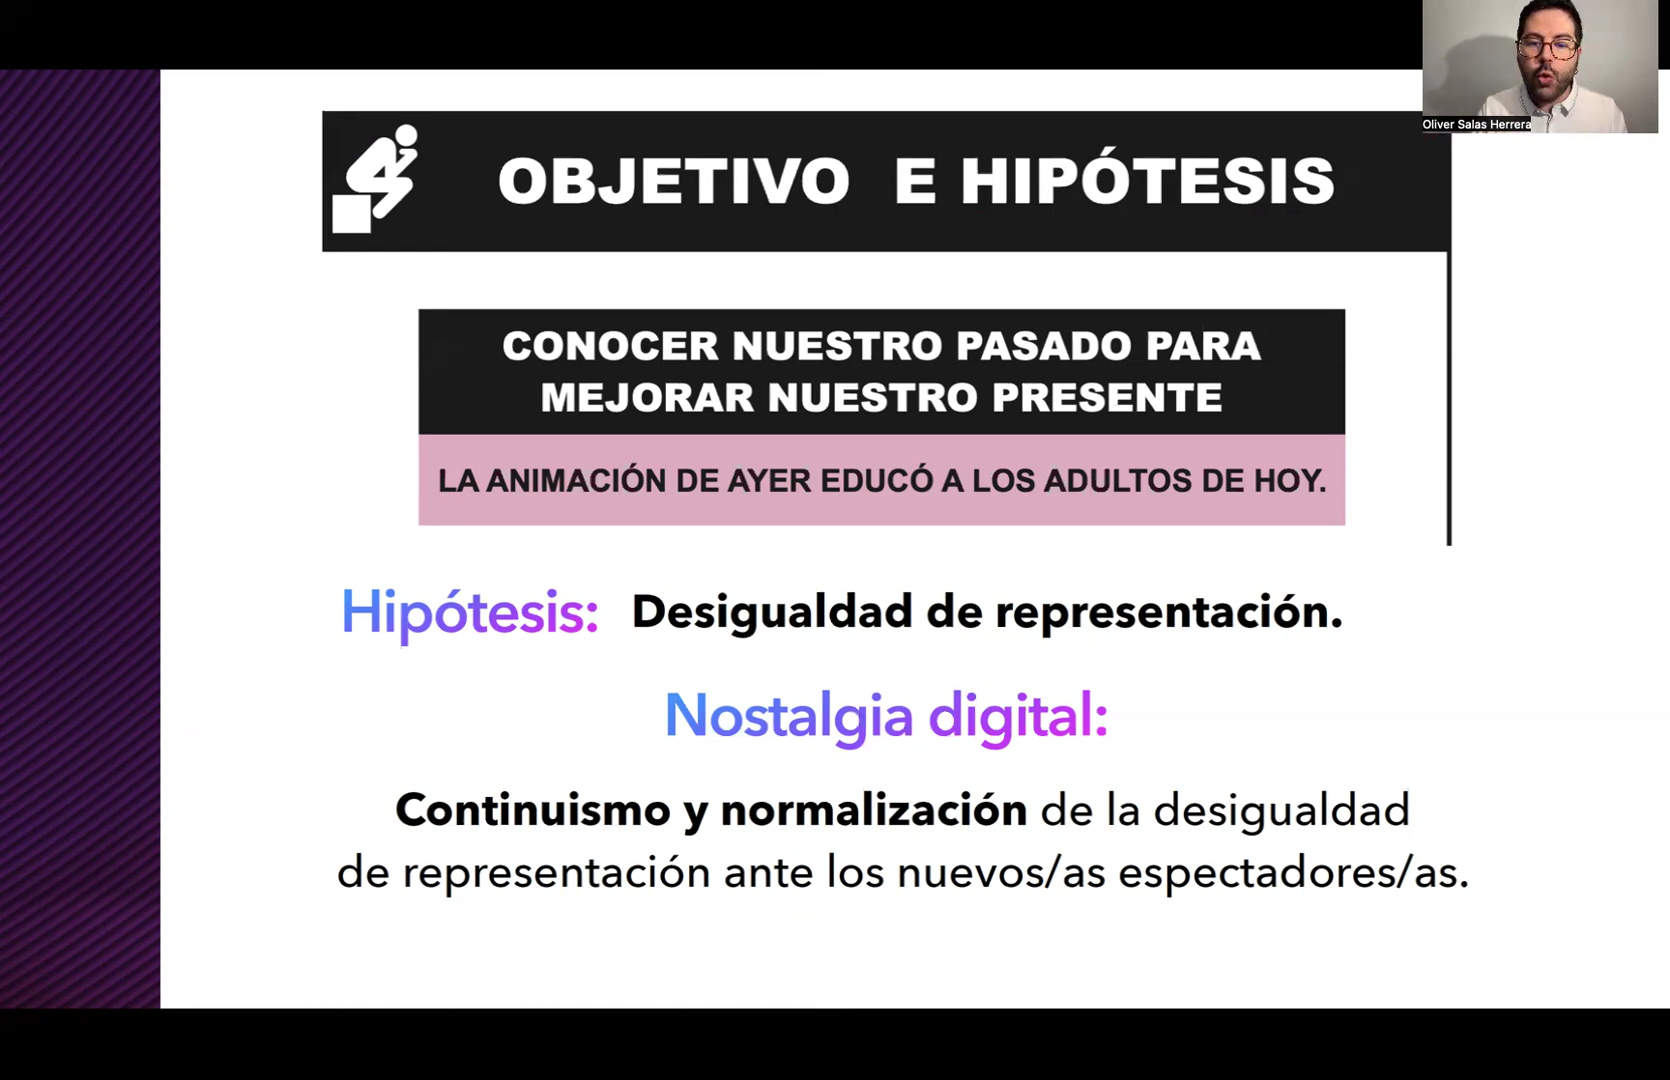 Oliver Salas Herrera
OBJETIVO E HIPÓTESIS
CONOCER NUESTRO PASADO PARA
MEJORAR NUESTRO PRESENTE
LA ANIMACIÓN DE AYER EDUCÓ A LOS ADULTOS DE HOY.
Hipótesis: Desigualdad de representación.
Nostalgia digital:
Continuismo y normalización de la desigualdad
de representación ante los nuevos/as espectadores/as.